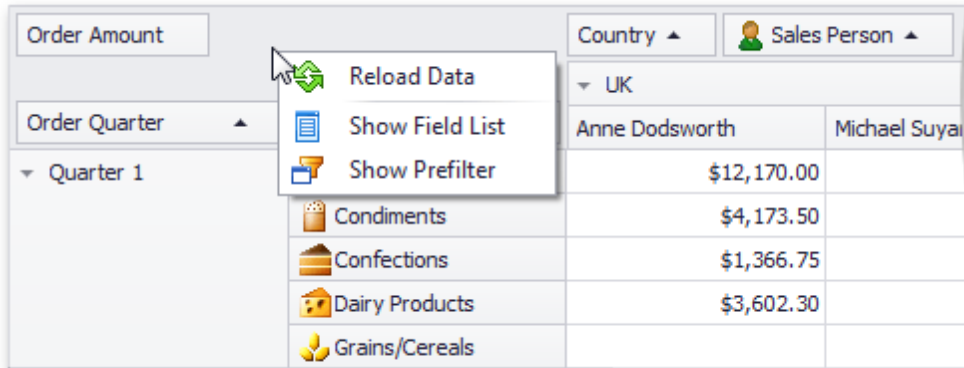 Order Amount
Country
Sales Person
Reload Data
UK
Order Quarter
Show Field List
Anne Dodsworth
Michael
Quarter 1
Show Prefilter
$12,170.00
Condiments
$4,173.50
Confections
$1,366.75
Dairy Products
$3,602.30
Grains/Cereals